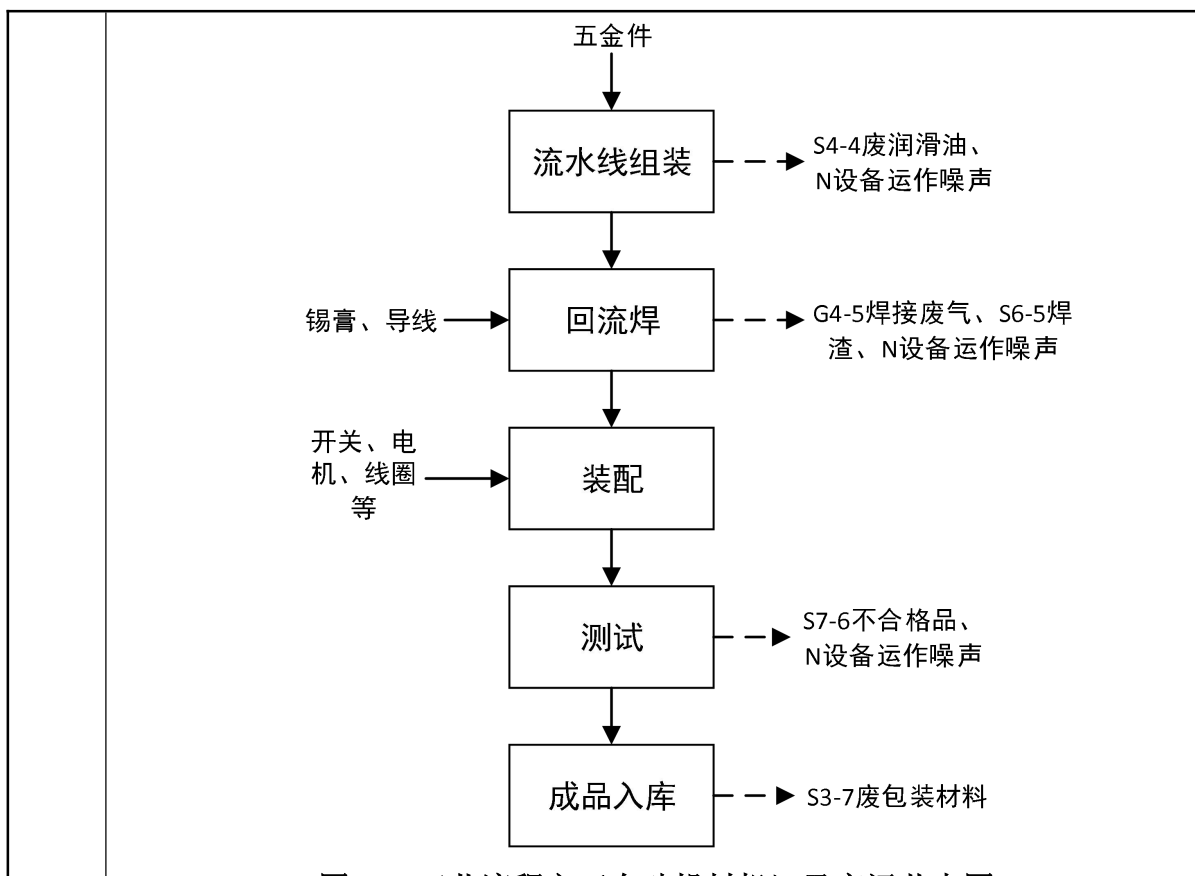 五金件
流水线组装
S4-4废润滑油、
N设备运作噪声
锡膏、导线
回流焊
G4-5焊接废气、S6-5焊
渣、N设备运作噪声
开关、电
机、线圈
等
装配
测试
S7-6不合格品、
N设备运作噪声
成品入库
S3-7废包装材料